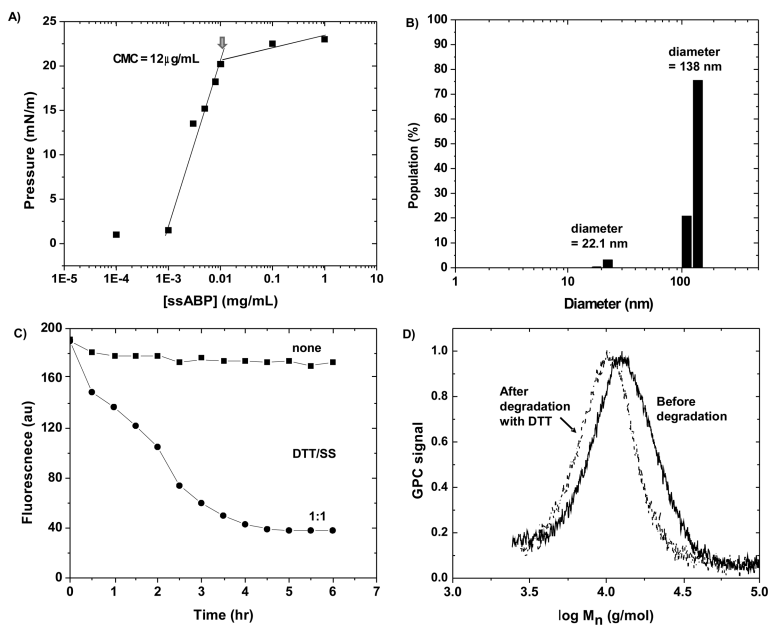 A)
CMC = 12µg/mL
Pressure (mN/m)
25
20
15
10
5
0
1E-5 1E-4 1E-3 0.01 0.1 1 10
[ssABP] (mg/mL)
B)
Population (%)
100
90
80
70
60
50
40
30
20
10
0
diameter
= 138 nm
diameter
= 22.1 nm
1 10 100
Diameter (nm)
C)
Fluorescnece (au)
200
160
120
80
40
0
none
DTT/SS
1:1
0 1 2 3 4 5 6 7
Time (hr)
D)
GPC signal
1.0
0.8
0.6
0.4
0.2
0.0
After
degradation
with DTT
Before
degradation
3.0 3.5 4.0 4.5 5.0
log Mn (g/mol)